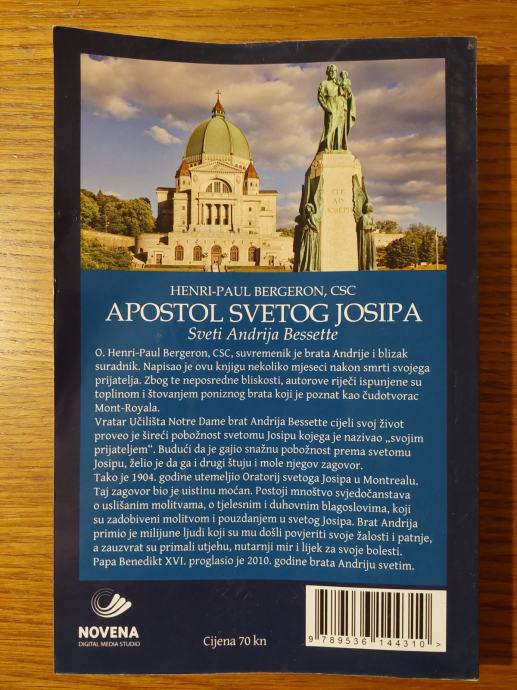 ITE
AD
JOSEPH
HENRI-PAUL BERGERON, CSC
APOSTOL SVETOG JOSIPA
Sveti Andrija Bessette
O. Henri-Paul Bergeron, CSC, suvremenik je brata Andrije i blizak
suradnik. Napisao je ovu knjigu nekoliko mjeseci nakon smrti svojega
prijatelja. Zbog te neposredne bliskosti, autorove riječi ispunjene su
toplinom i štovanjem poniznog brata koji je poznat kao čudotvorac
Mont-Royala.
Vratar Učilišta Notre Dame brat Andrija Bessette cijeli svoj život
proveo je šireći pobožnost svetomu Josipu kojega je nazivao „svojim
prijateljem“. Budući da je gajio snažnu pobožnost prema svetomu
Josipu, želio je da ga i drugi štuju i mole njegov zagovor.
Tako je 1904. godine utemeljio Oratorij svetoga Josipa u Montrealu.
Taj zagovor bio je uistinu moćan. Postoji mnoštvo svjedočanstava
o uslišanim molitvama, o tjelesnim i duhovnim blagoslovima, koji
su zadobiveni molitvom i pouzdanjem u svetog Josipa. Brat Andrija
primio je milijune ljudi koji su mu došli povjeriti svoje žalosti i patnje,
a zauzvrat su primali utjehu, nutarnji mir i lijek za svoje bolesti.
Papa Benedikt XVI. proglasio je 2010. godine brata Andriju svetim.
NOVENA
DIGITAL MEDIA STUDIO
Cijena 70 kn
9 789536 144310 >